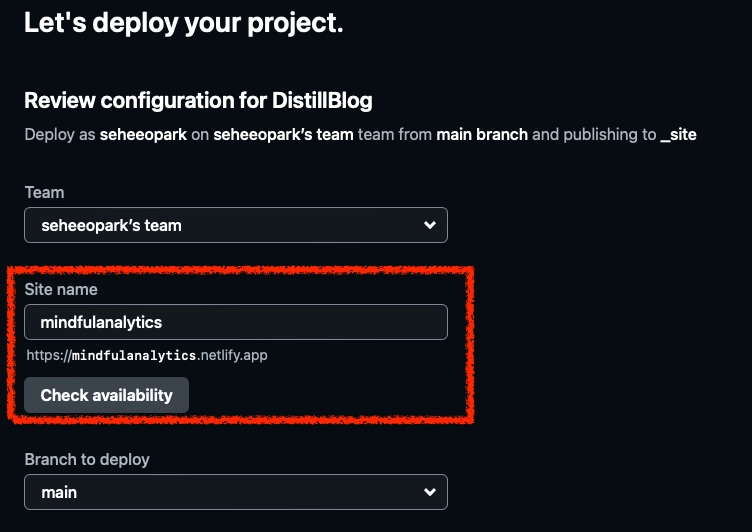 Let's deploy your project.
Review configuration for DistillBlog
Deploy as seheeopark on seheeopark’s team team from main branch and publishing to _site
Team
seheeopark’s team
Site name
mindfulanalytics
https://mindfulanalytics.netlify.app
Check availability
Branch to deploy
main